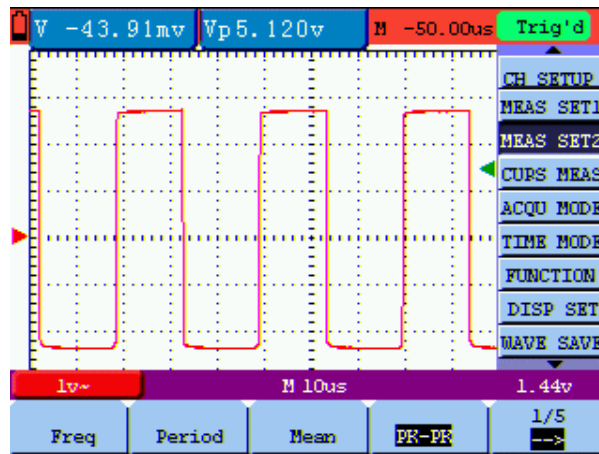 V -43.91mv Vp5.120v M -50.00us Trig'd
CH SETUP
MEAS SET1
MEAS SET2
CUPS MEAS
ACQU MODE
TIME MODE
FUNCTION
DISP SET
WAVE SAVE
1v~ M 10us 1.44v
Freq Period Mean PK-PK 1/5
-->